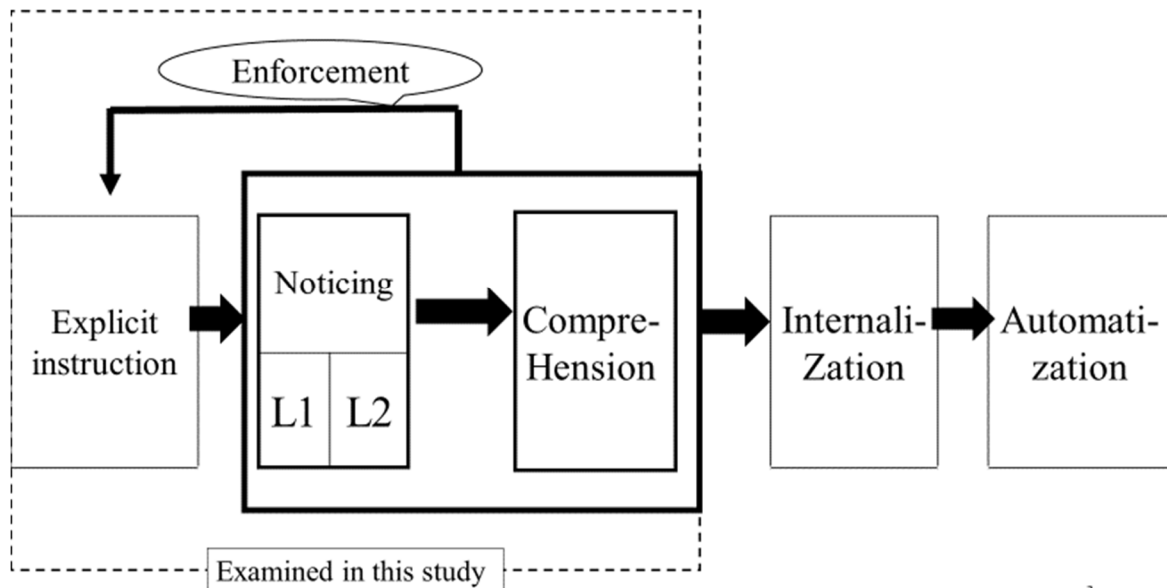 Enforcement
Explicit
instruction
Noticing
L1
L2
Compre-
Hension
Internali-
Zation
Automati-
zation
Examined in this study